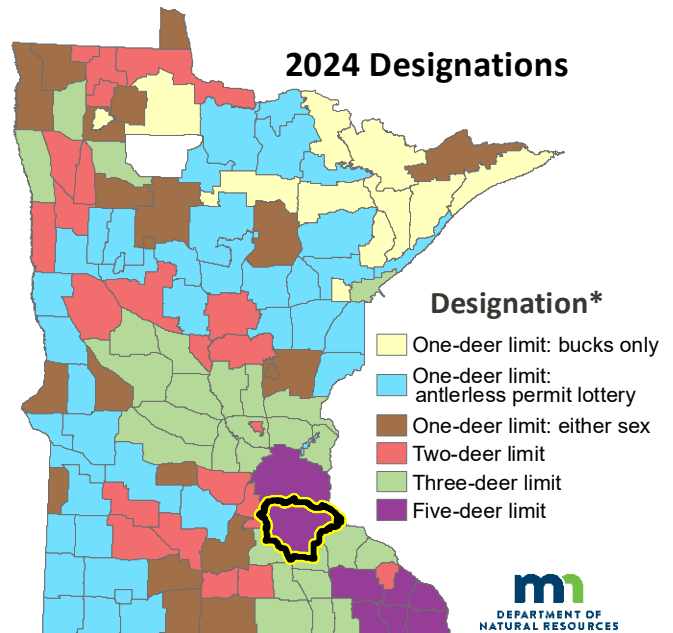 2024 Designations
Designation*
One-deer limit: bucks only
One-deer limit:
antlerless permit lottery
One-deer limit: either sex
Two-deer limit
Three-deer limit
Five-deer limit
mn
DEPARTMENT OF
NATURAL RESOURCES